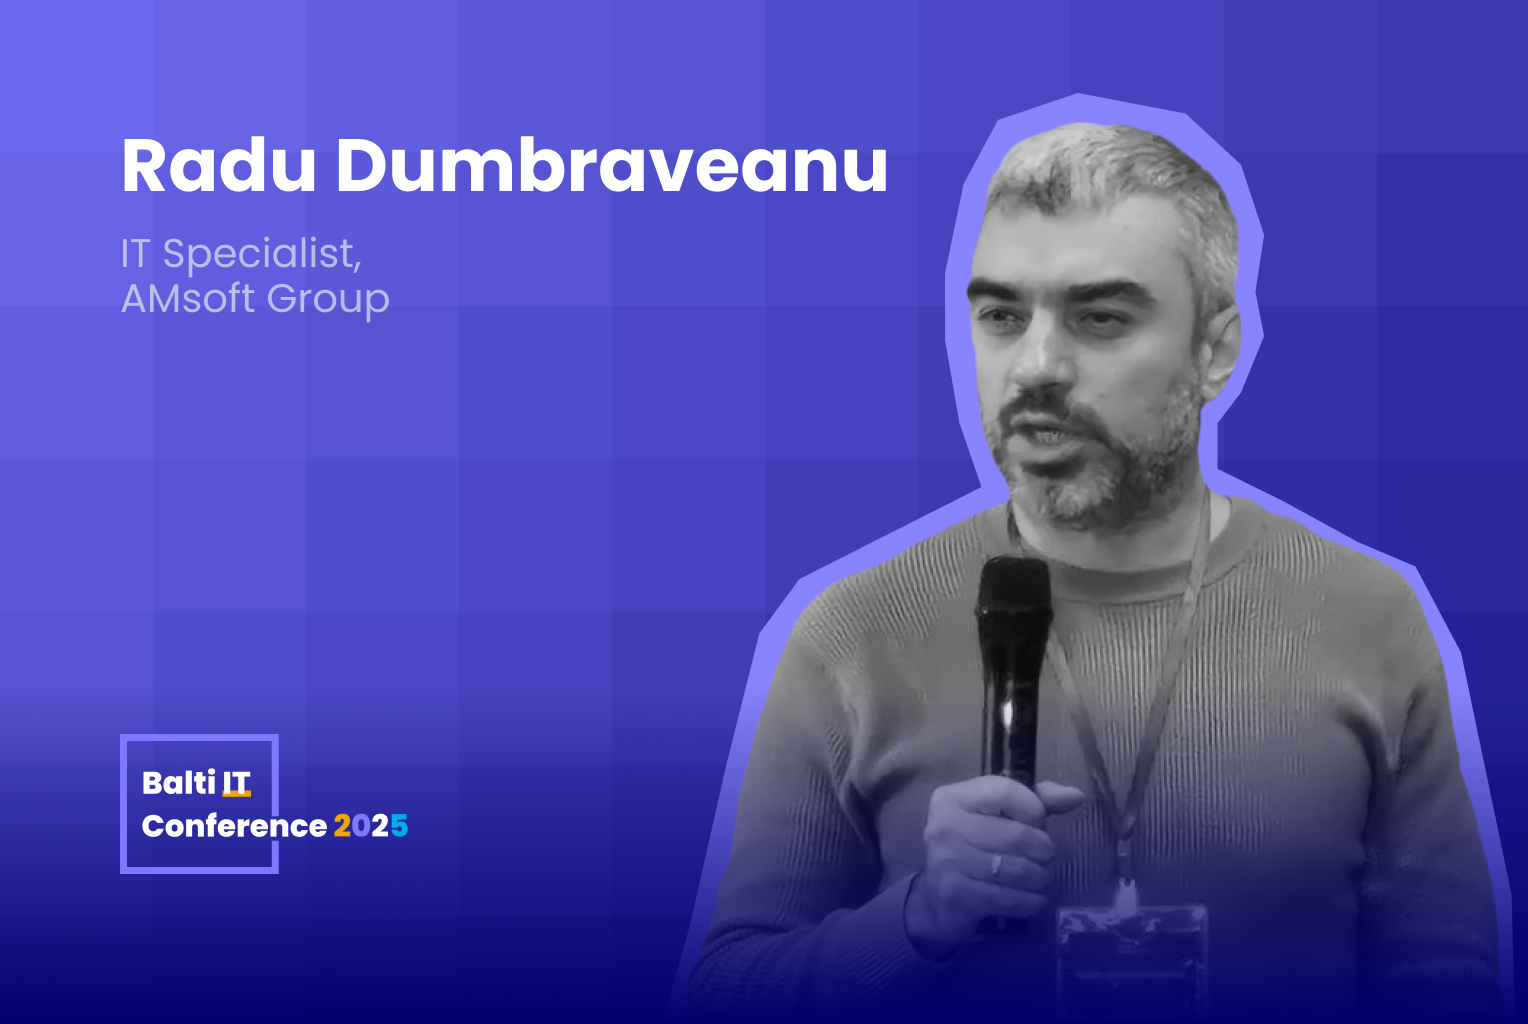 Radu Dumbraveanu
IT Specialist,
AMsoft Group
Balti IT
Conference 2025